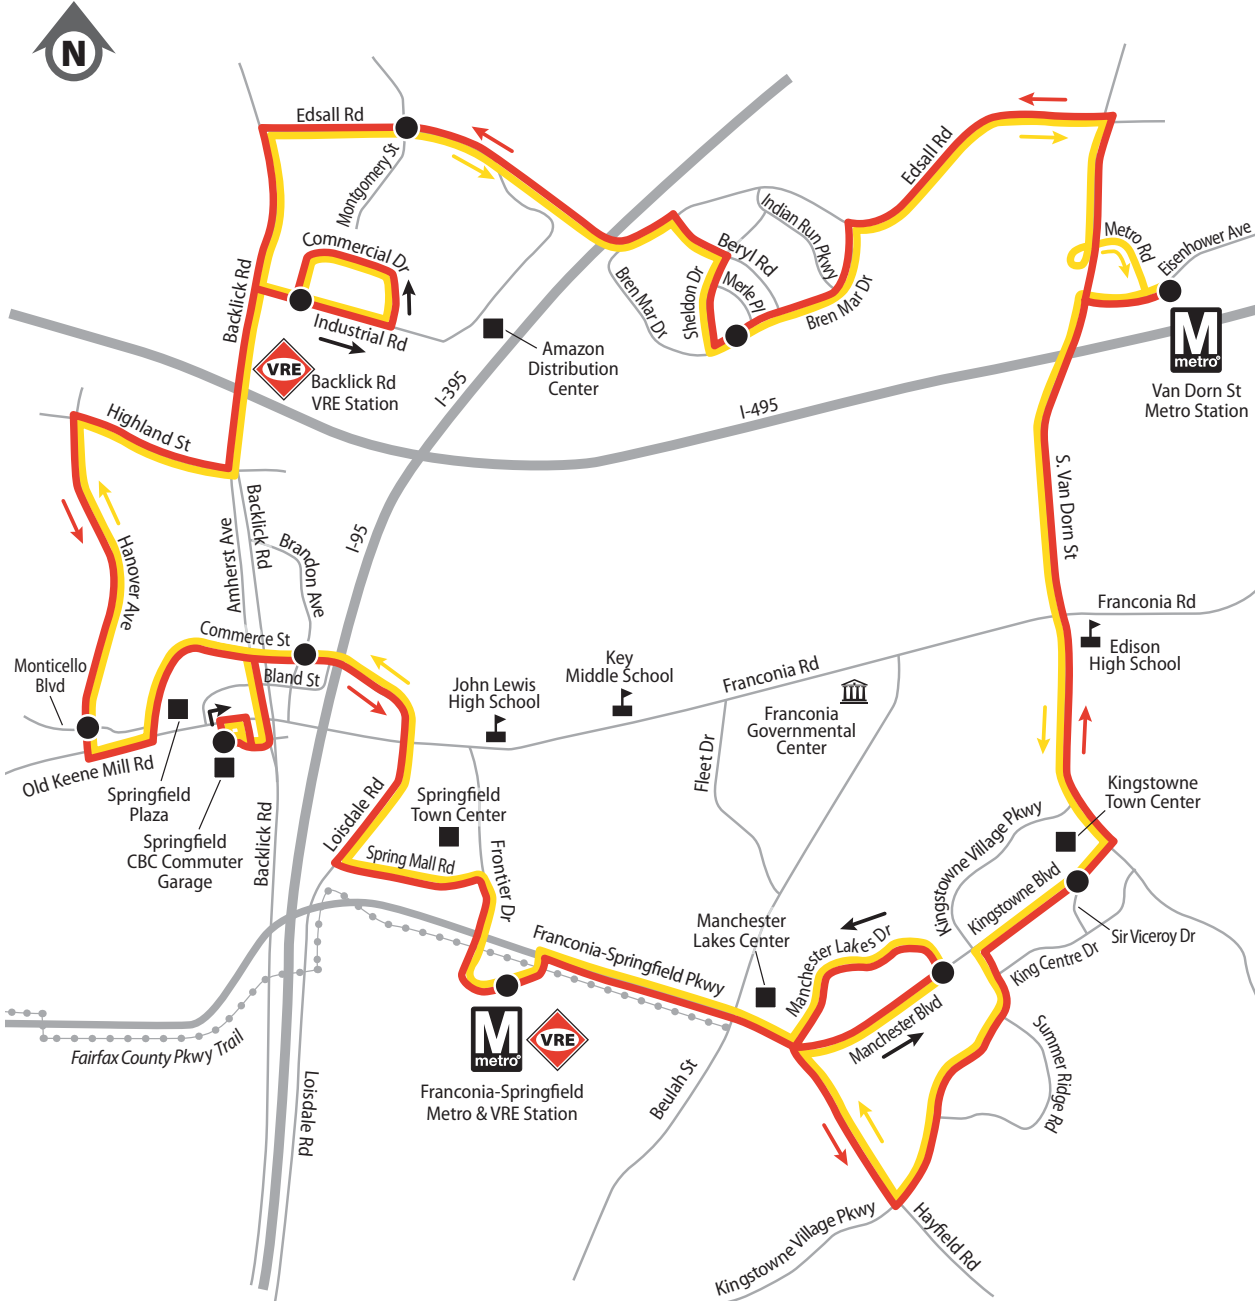 N
Edsall Rd
Montgomery St
Commercial Dr
Industrial Rd
Backlick Rd
VRE
Backlick Rd
VRE Station
Amazon
Distribution
Center
I-395
I-495
Bren Mar Dr
Sheldon Dr
Beryl Rd
Merle Pl
Indian Run Pkwy
Bren Mar Dr
Edsall Rd
Metro Rd
Eisenhower Ave
M
metro
Van Dorn St
Metro Station
S. Van Dorn St
Highland St
Hanover Ave
Amherst Ave
Backlick Rd
Brandon Ave
I-95
Commerce St
Bland St
Monticello
Blvd
Old Keene Mill Rd
Springfield
Plaza
Springfield
CBC Commuter
Garage
Backlick Rd
Loisdale Rd
John Lewis
High School
Key
Middle School
Franconia Rd
Franconia
Governmental
Center
Franconia Rd
Edison
High School
Fleet Dr
Springfield
Town Center
Spring Mall Rd
Frontier Dr
Kingstowne
Town Center
Kingstowne Village Pkwy
Kingstowne Blvd
Sir Viceroy Dr
King Centre Dr
Manchester
Lakes Center
Manchester Lakes Dr
Manchester Blvd
Franconia-Springfield Pkwy
Fairfax County Pkwy Trail
M
metro
VRE
Franconia-Springfield
Metro & VRE Station
Loisdale Rd
Beulah St
Summer Ridge Rd
Kingstowne Village Pkwy
Hayfield Rd